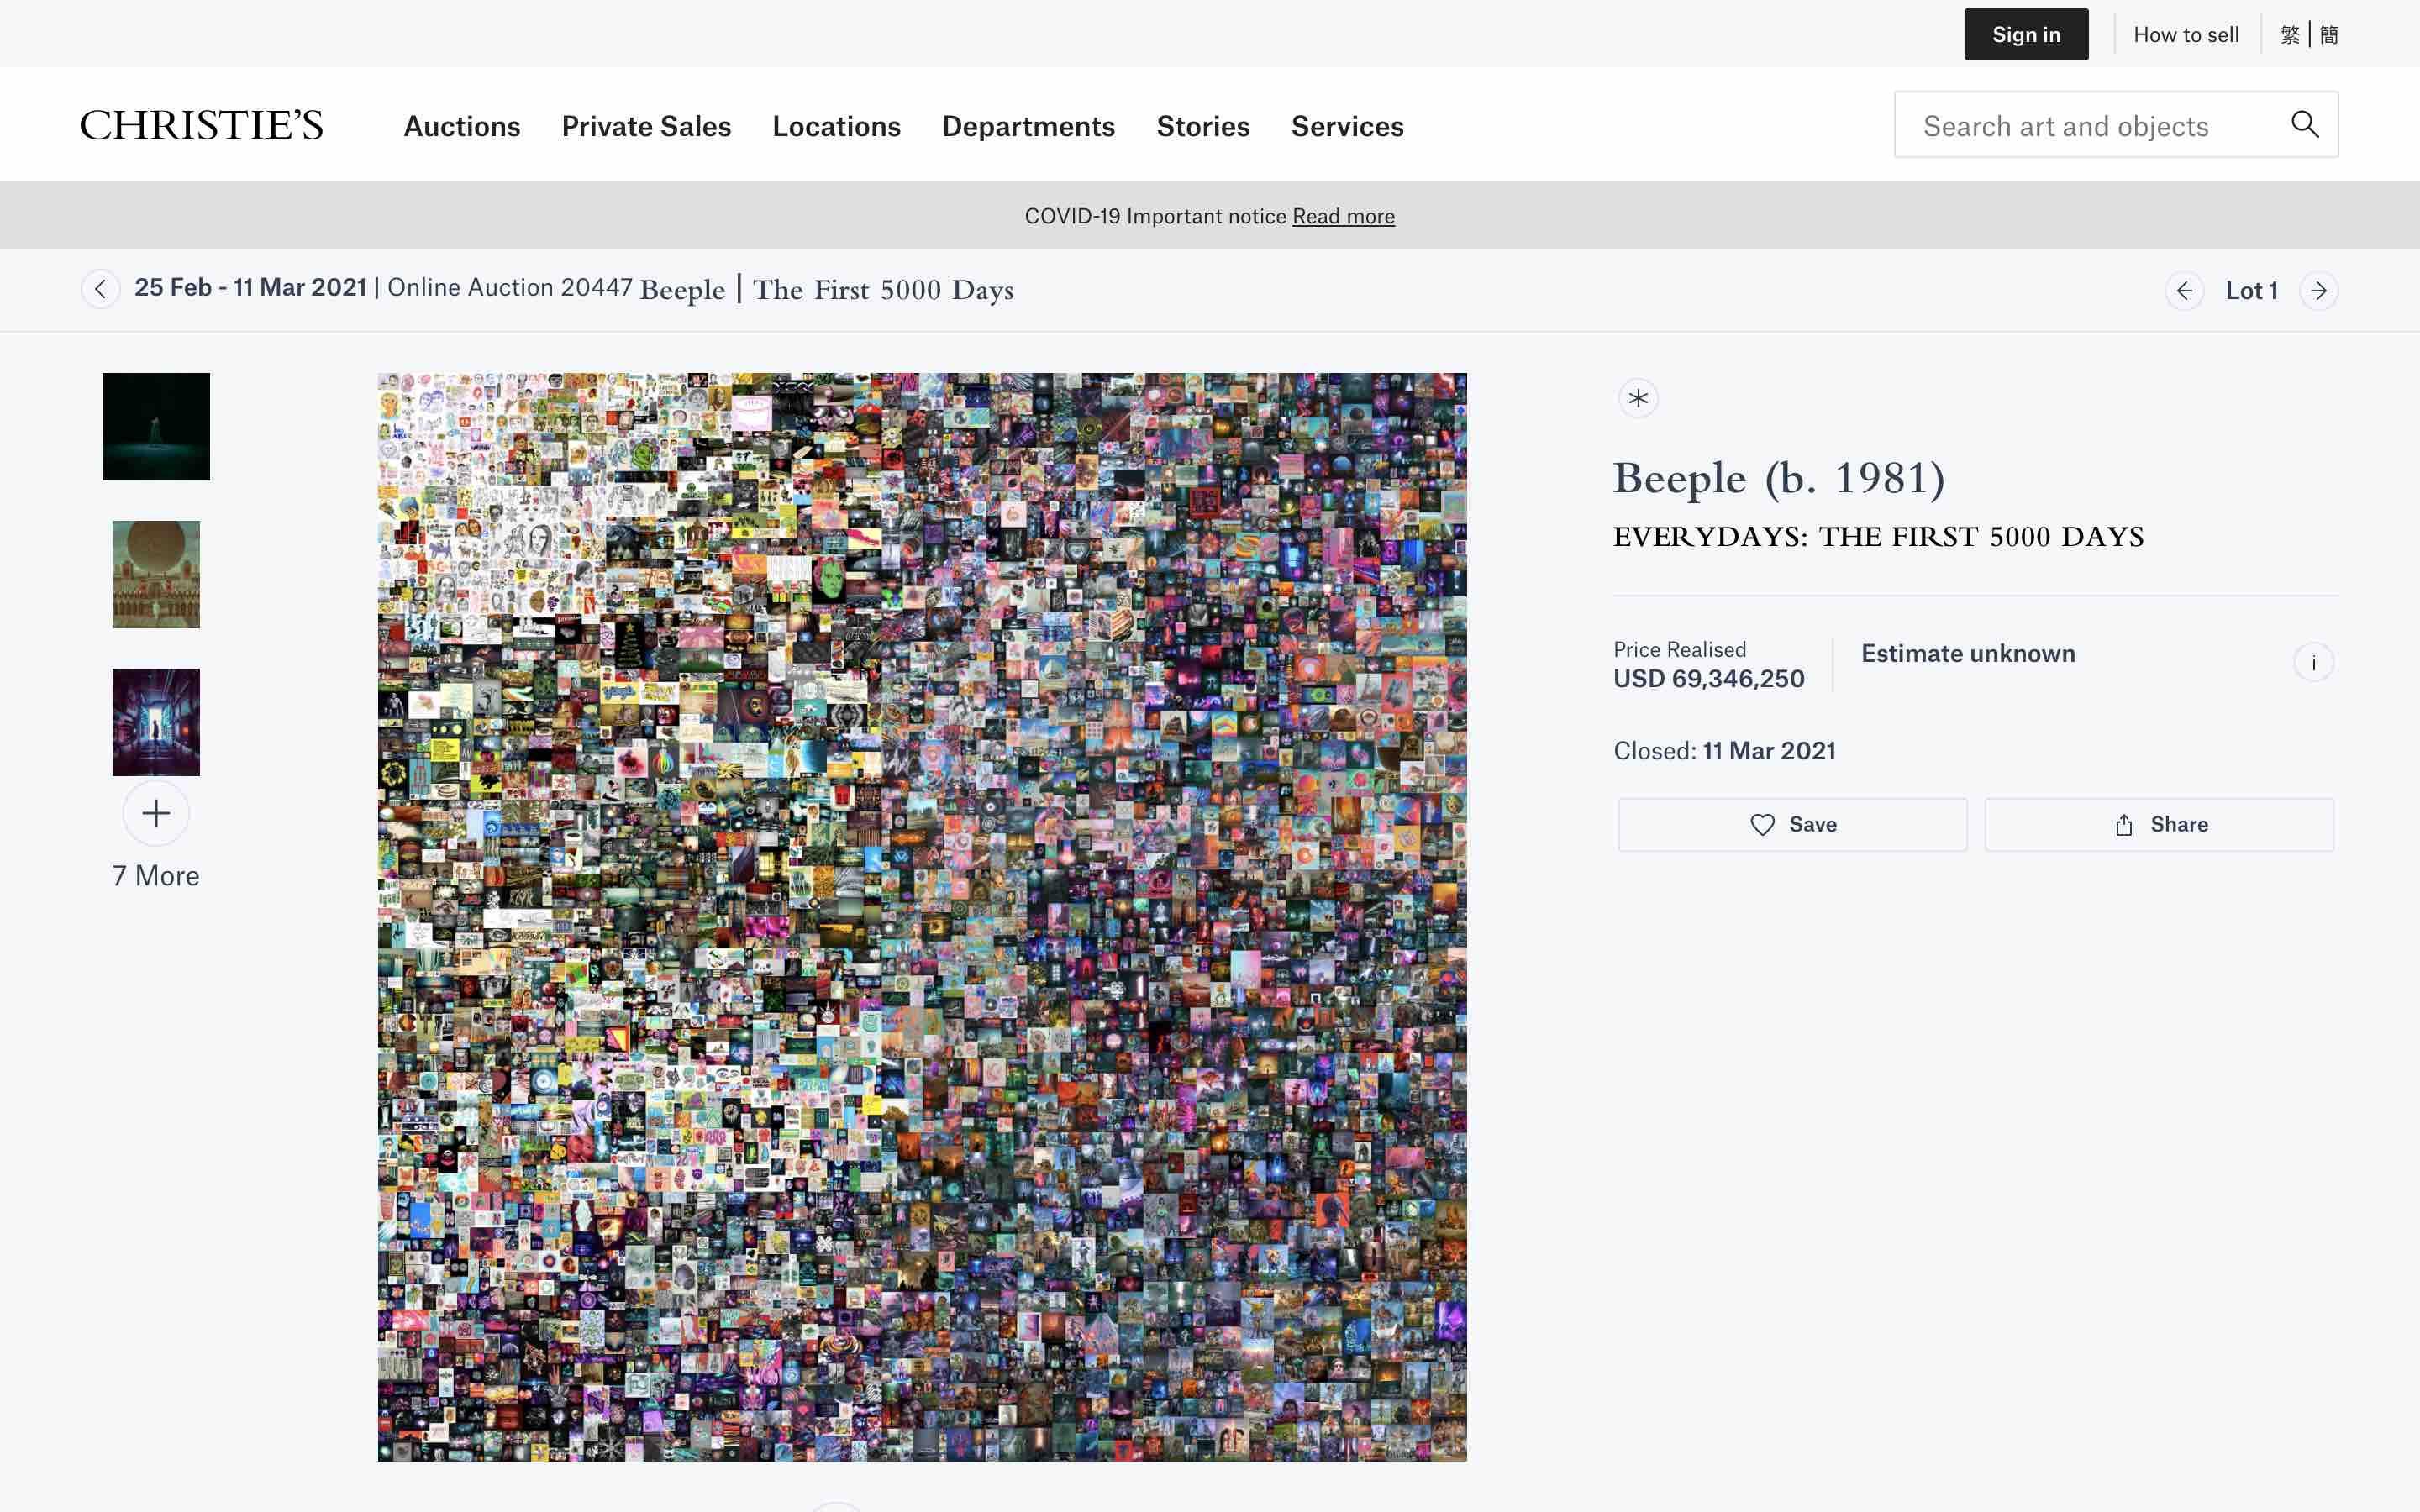 Sign in
How to sell
繁 | 簡
CHRISTIE'S
Auctions
Private Sales
Locations
Departments
Stories
Services
Search art and objects
COVID-19 Important notice Read more
25 Feb - 11 Mar 2021 | Online Auction 20447 Beeple | The First 5000 Days
Lot 1
Beeple (b. 1981)
EVERYDAYS: THE FIRST 5000 DAYS
Price Realised
USD 69,346,250
Estimate unknown
i
Closed: 11 Mar 2021
Save
Share
7 More